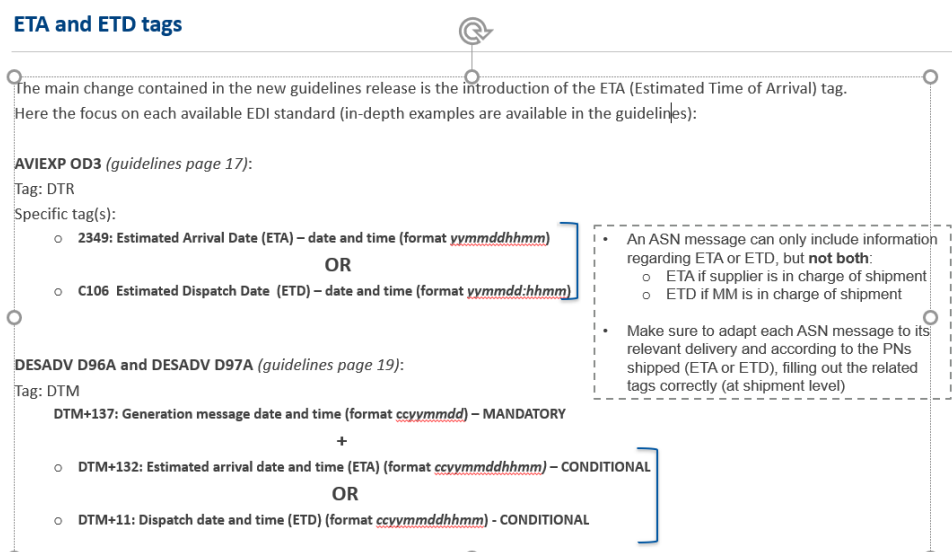 ETA and ETD tags
The main change contained in the new guidelines release is the introduction of the ETA (Estimated Time of Arrival) tag.
Here the focus on each available EDI standard (in-depth examples are available in the guidelines):
AVIEXP OD3 (guidelines page 17):
Tag: DTR
Specific tag(s):
o 2349: Estimated Arrival Date (ETA) – date and time (format yymmddhhmm)
OR
o C106 Estimated Dispatch Date (ETD) – date and time (format yymmdd:hhmm)
• An ASN message can only include information
regarding ETA or ETD, but not both:
o ETA if supplier is in charge of shipment
o ETD if MM is in charge of shipment
• Make sure to adapt each ASN message to its
relevant delivery and according to the PNs
shipped (ETA or ETD), filling out the related
tags correctly (at shipment level)
DESADV D96A and DESADV D97A (guidelines page 19):
Tag: DTM
DTM+137: Generation message date and time (format ccyymmdd) – MANDATORY
+
o DTM+132: Estimated arrival date and time (ETA) (format ccyymmddhhmm) – CONDITIONAL
OR
o DTM+11: Dispatch date and time (ETD) (format ccyymmddhhmm) - CONDITIONAL